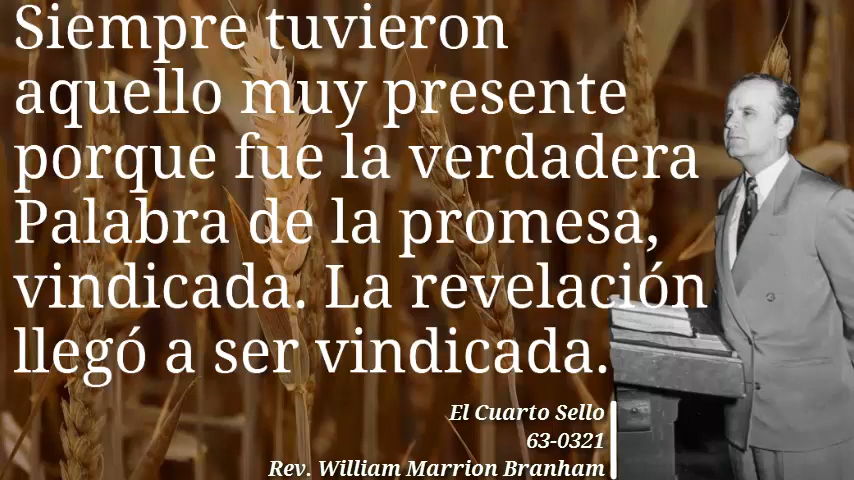 Siempre tuvieron
aquello muy presente
porque fue la verdadera
Palabra de la promesa,
vindicada. La revelación
llegó a ser vindicada.
El Cuarto Sello
63-0321
Rev. William Marrion Branham